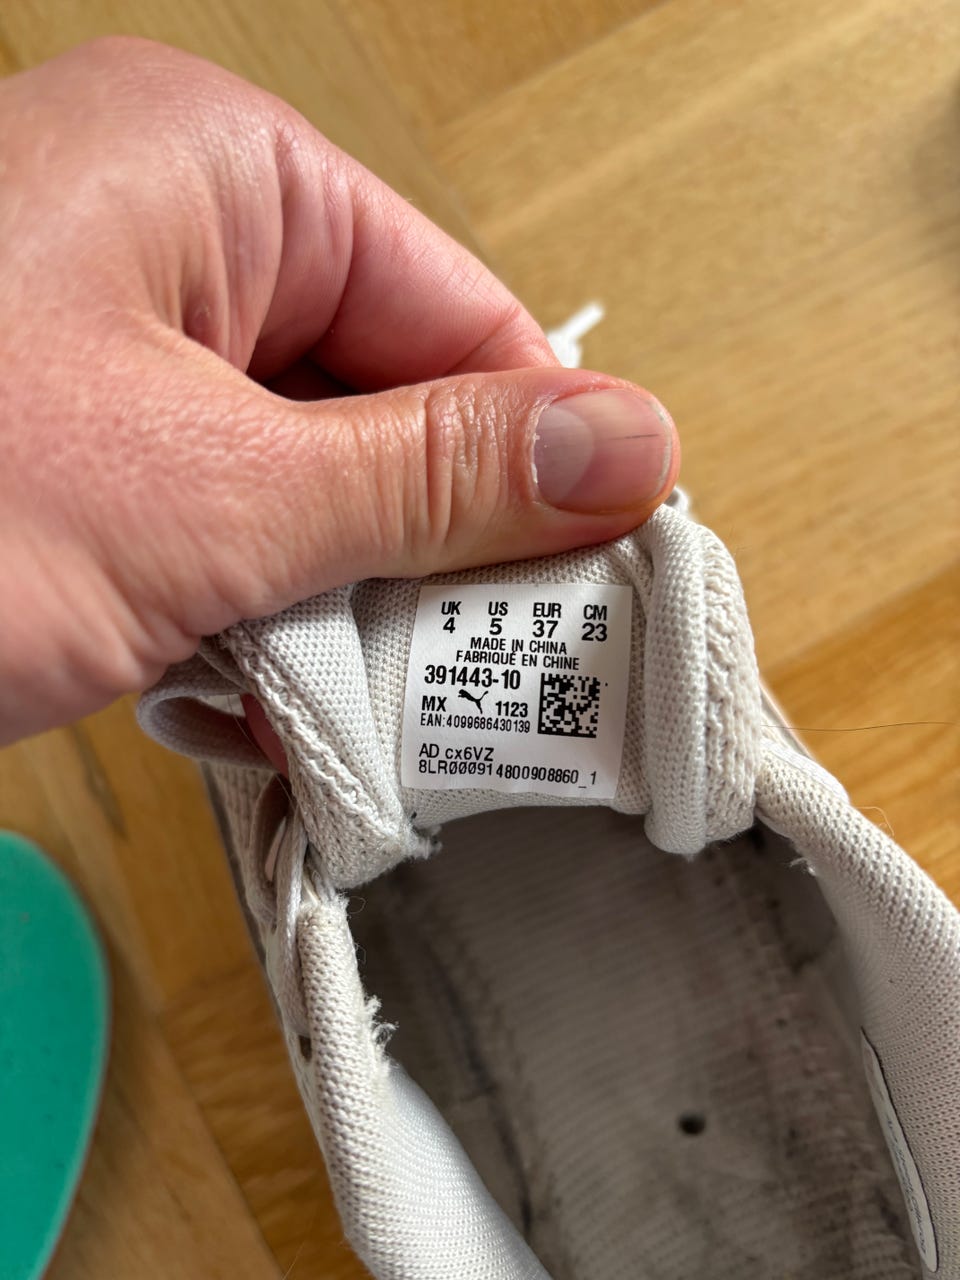 UK US EUR CM
4 5 37 23
MADE IN CHINA
FABRIQUÉ EN CHINE
391443-10
MX 1123
EAN:4099686430139
AD cx6VZ
8LR000914800908860_1